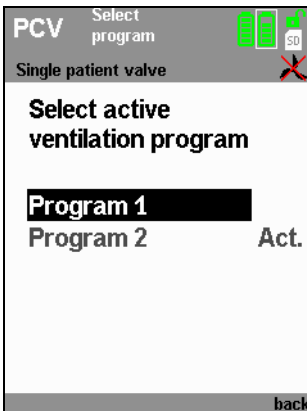 PCV Select
program
SD
Single patient valve
Select active
ventilation program
Program 1
Program 2 Act.
back